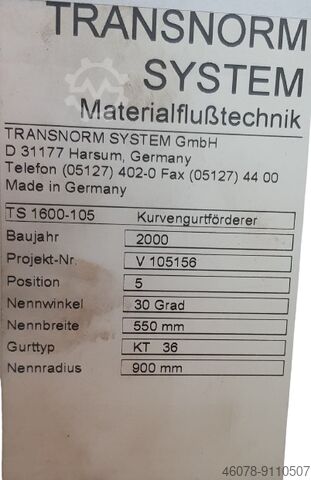 TRANSNORM
SYSTEM
Materialflußtechnik
TRANSNORM SYSTEM GmbH
D 31177 Harsum, Germany
Telefon (05127) 402-0 Fax (05127) 44 00
Made in Germany
TS 1600-105 Kurvengurtförderer
Baujahr 2000
Projekt-Nr. V 105156
Position 5
Nennwinkel 30 Grad
Nennbreite 550 mm
Gurttyp KT 36
Nennradius 900 mm
46078-9110507